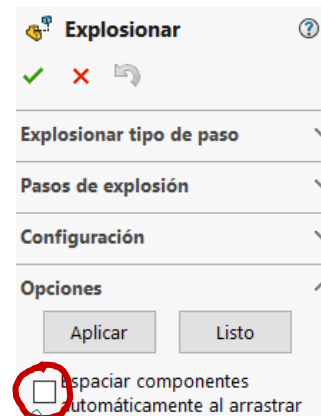 Explosionar
Explosionar tipo de paso
Pasos de explosión
Configuración
Opciones
Aplicar Listo
Espaciar componentes
automáticamente al arrastrar